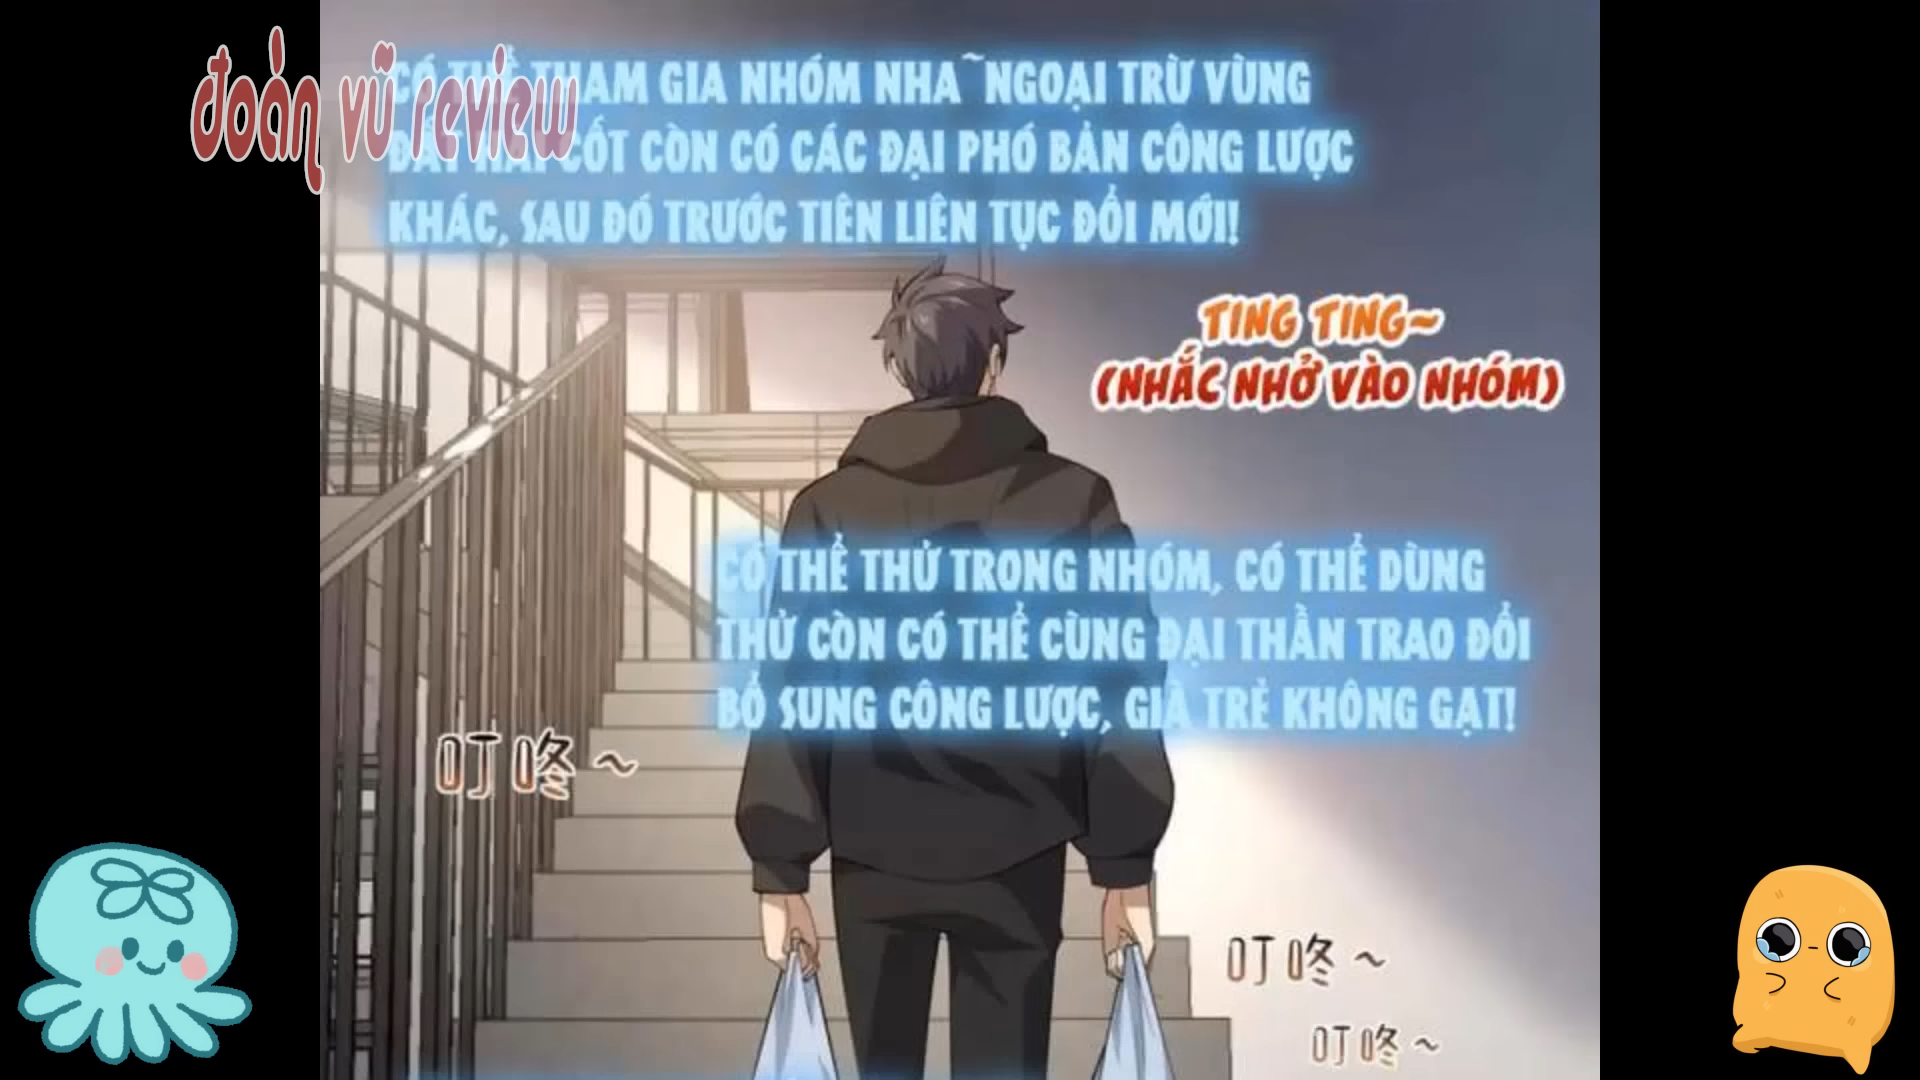 đoản vũ review
CÓ THỂ THAM GIA NHÓM NHA~NGOẠI TRỪ VÙNG
ĐẤT HÀI CỐT CÒN CÓ CÁC ĐẠI PHÓ BẢN CÔNG LƯỢC
KHÁC, SAU ĐÓ TRƯỚC TIÊN LIÊN TỤC ĐỔI MỚI!
TING TING~
(NHẮC NHỞ VÀO NHÓM)
CÓ THỂ THỬ TRONG NHÓM, CÓ THỂ DÙNG
THỬ CÒN CÓ THỂ CÙNG ĐẠI THẦN TRAO ĐỔI
BỔ SUNG CÔNG LƯỢC, GIÀ TRẺ KHÔNG GẠT!
叮咚~
叮咚~
叮咚~